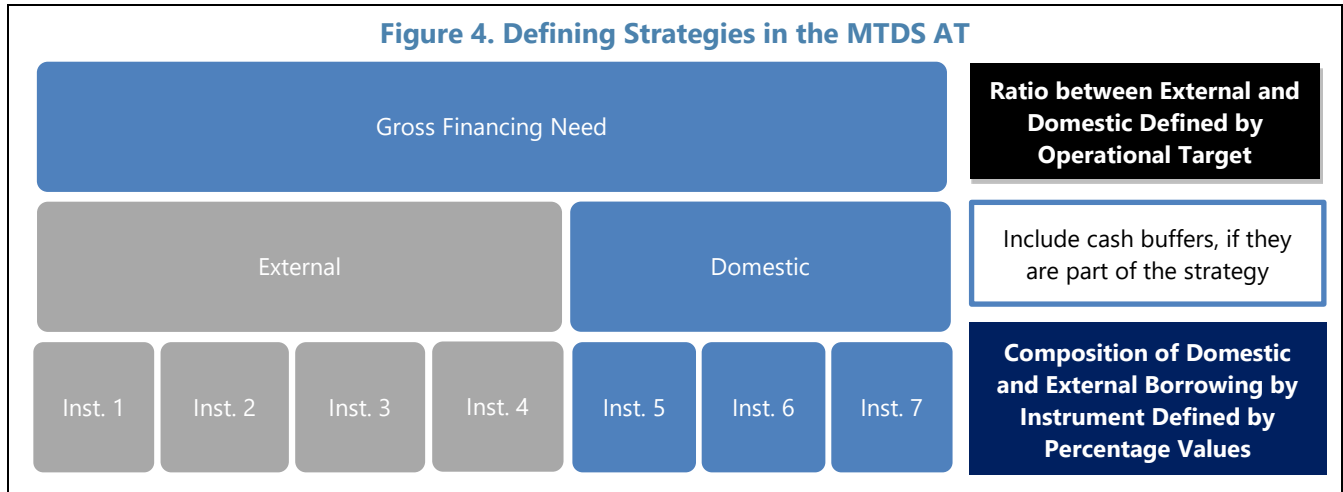 Figure 4. Defining Strategies in the MTDS AT
Gross Financing Need
Ratio between External and
Domestic Defined by
Operational Target
External
Domestic
Include cash buffers, if they
are part of the strategy
Inst. 1
Inst. 2
Inst. 3
Inst. 4
Inst. 5
Inst. 6
Inst. 7
Composition of Domestic
and External Borrowing by
Instrument Defined by
Percentage Values